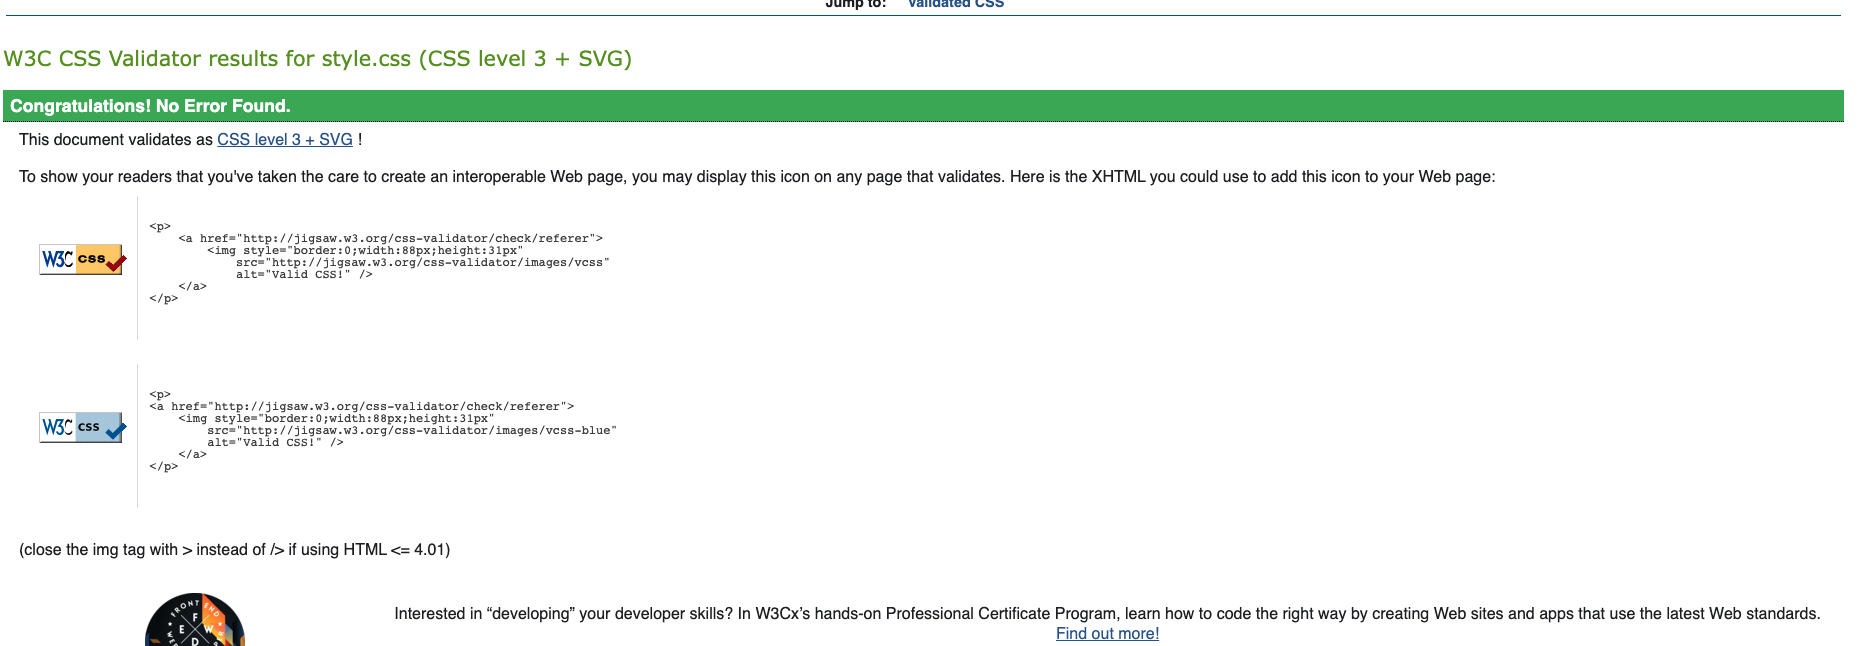 Jump to: Validated CSS
W3C CSS Validator results for style.css (CSS level 3 + SVG)
Congratulations! No Error Found.
This document validates as CSS level 3 + SVG !
To show your readers that you've taken the care to create an interoperable Web page, you may display this icon on any page that validates. Here is the XHTML you could use to add this icon to your Web page:
W3C css
<p>
<a href="http://jigsaw.w3.org/css-validator/check/referer">
<img style="border:0;width:88px;height:31px"
src="http://jigsaw.w3.org/css-validator/images/vcss"
alt="Valid CSS!" />
</a>
</p>
W3C css
<p>
<a href="http://jigsaw.w3.org/css-validator/check/referer">
<img style="border:0;width:88px;height:31px"
src="http://jigsaw.w3.org/css-validator/images/vcss-blue"
alt="Valid CSS!" />
</a>
</p>
(close the img tag with > instead of /> if using HTML <= 4.01)
FRONT END
F E W D
Interested in “developing” your developer skills? In W3Cx’s hands-on Professional Certificate Program, learn how to code the right way by creating Web sites and apps that use the latest Web standards.
Find out more!